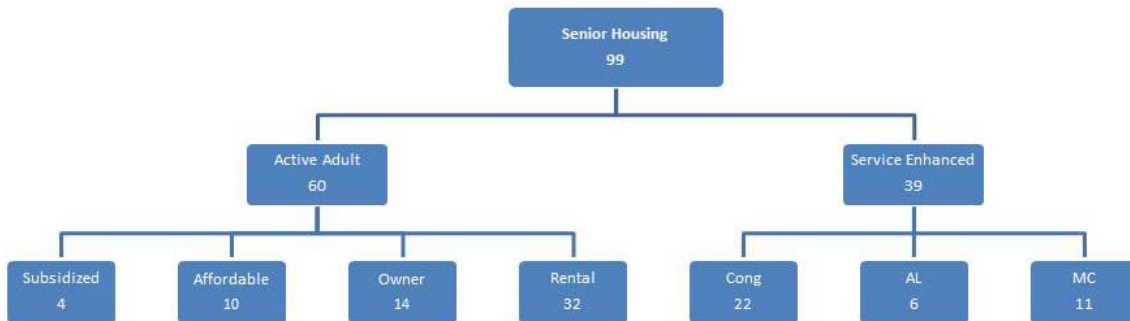 Senior Housing
99
Active Adult
60
Service Enhanced
39
Subsidized
4
Affordable
10
Owner
14
Rental
32
Cong
22
AL
6
MC
11